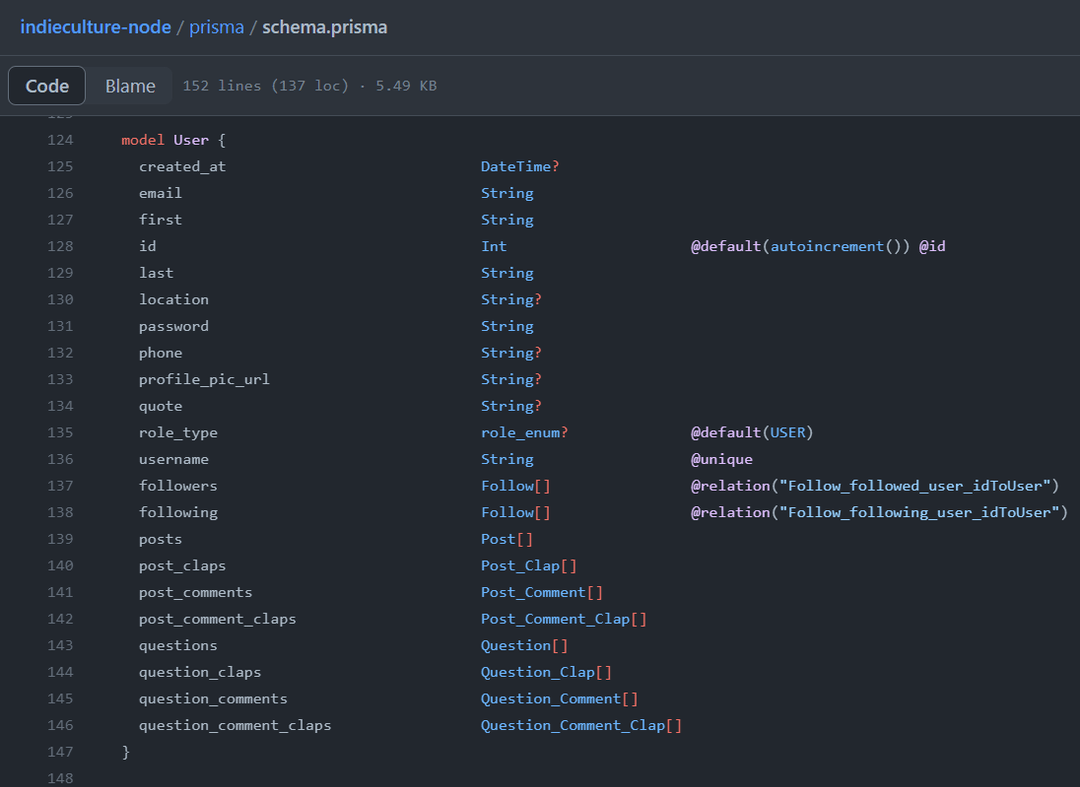 indieculture-node / prisma / schema.prisma
Code Blame 152 lines (137 loc) · 5.49 KB
124 model User {
125 created_at DateTime?
126 email String
127 first String
128 id Int @default(autoincrement()) @id
129 last String
130 location String?
131 password String
132 phone String?
133 profile_pic_url String?
134 quote String?
135 role_type role_enum? @default(USER)
136 username String @unique
137 followers Follow[] @relation("Follow_followed_user_idToUser")
138 following Follow[] @relation("Follow_following_user_idToUser")
139 posts Post[]
140 post_claps Post_Clap[]
141 post_comments Post_Comment[]
142 post_comment_claps Post_Comment_Clap[]
143 questions Question[]
144 question_claps Question_Clap[]
145 question_comments Question_Comment[]
146 question_comment_claps Question_Comment_Clap[]
147 }
148